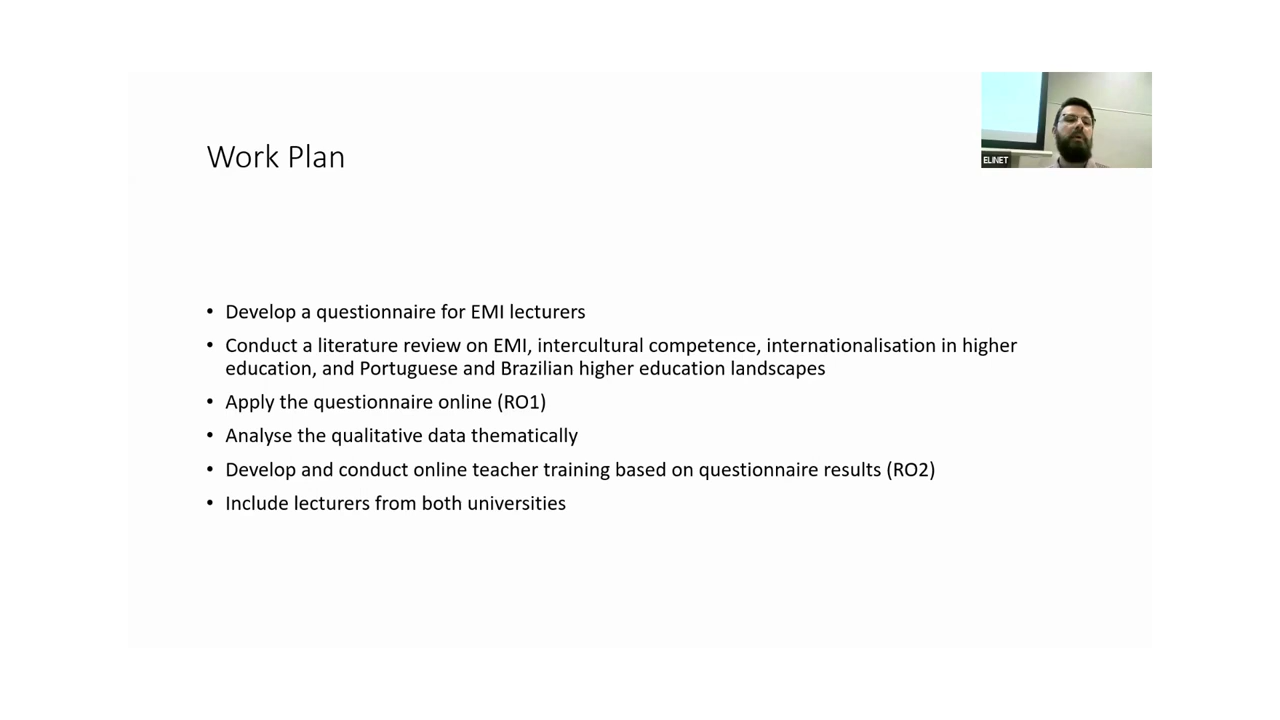 Work Plan
ELINET
• Develop a questionnaire for EMI lecturers
• Conduct a literature review on EMI, intercultural competence, internationalisation in higher
education, and Portuguese and Brazilian higher education landscapes
• Apply the questionnaire online (RO1)
• Analyse the qualitative data thematically
• Develop and conduct online teacher training based on questionnaire results (RO2)
• Include lecturers from both universities